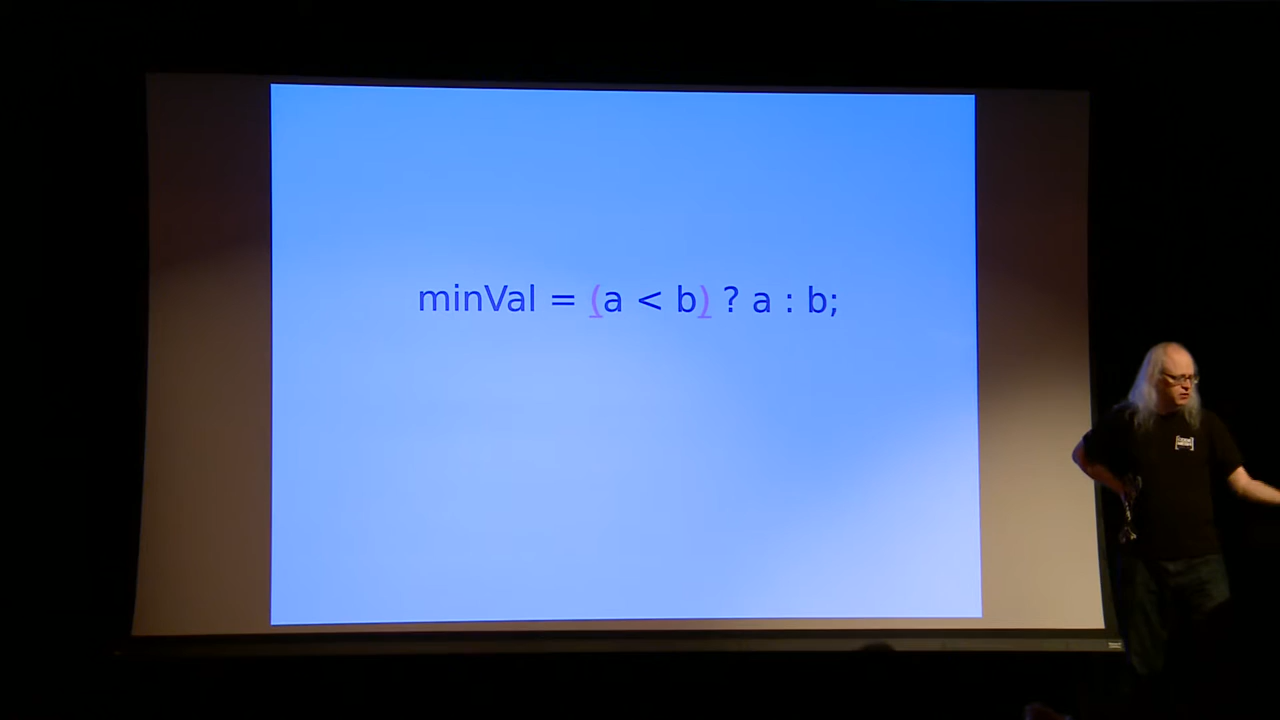 minVal = (a < b) ? a : b;